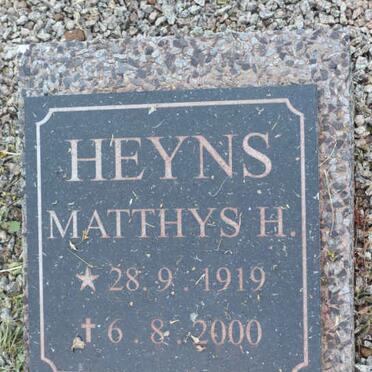 HEYNS
MATTHYS H.
★ 28.9.1919
✝ 6.8.2000